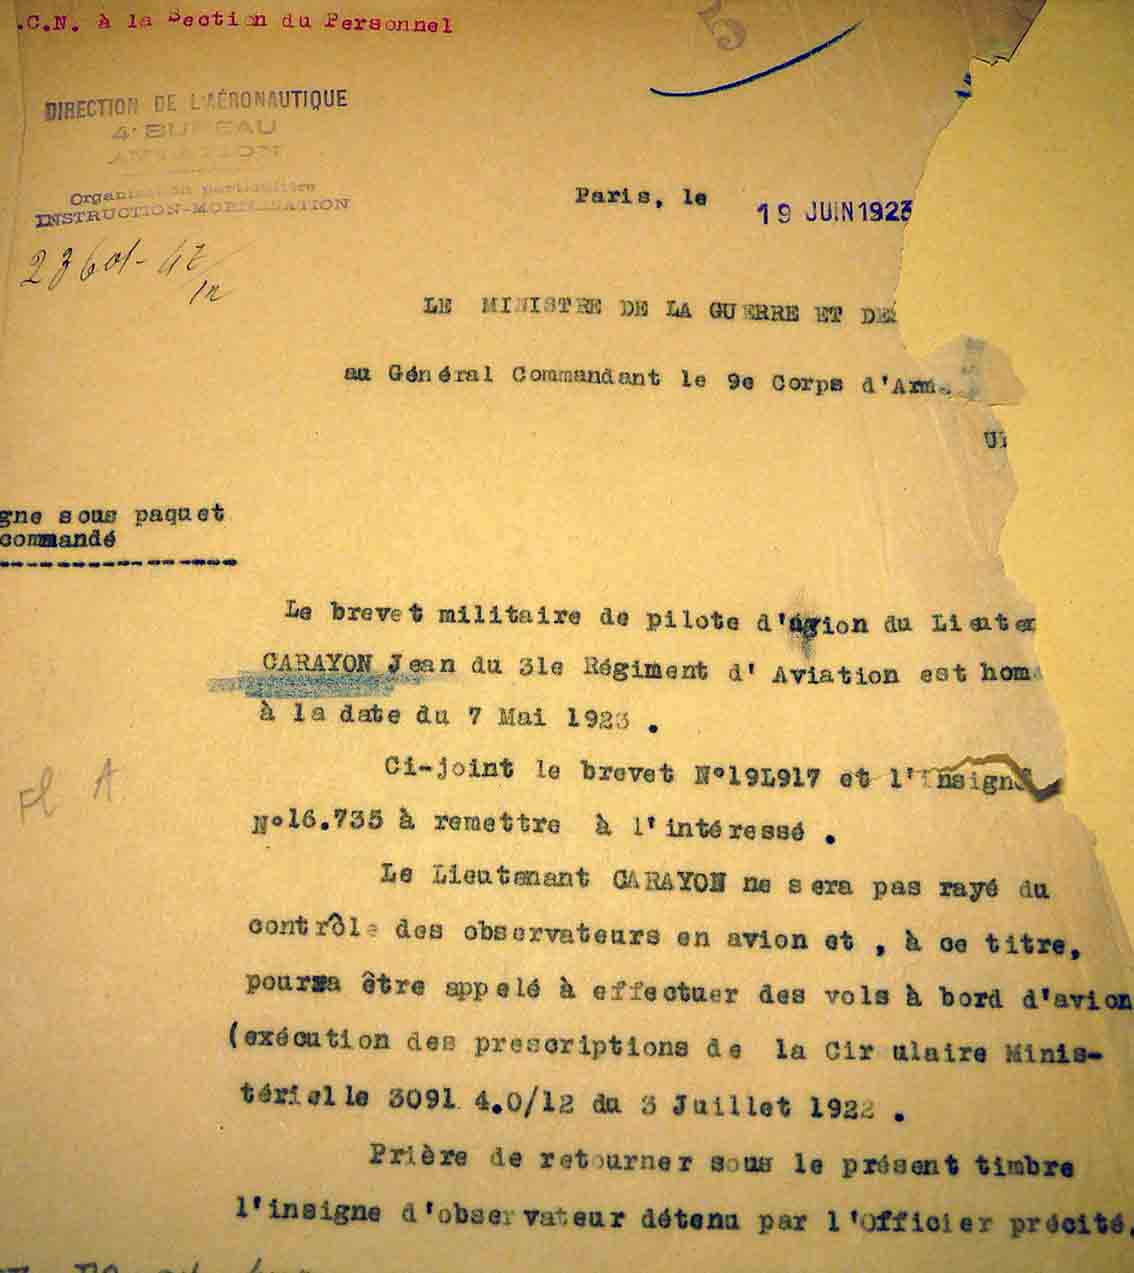 .C.N. à la Section du Personnel
DIRECTION DE L'AÉRONAUTIQUE
4e BUREAU
AVIATION
Organisation particulière
INSTRUCTION-MOBILISATION
Paris, le 19 JUIN 1923
LE MINISTRE DE LA GUERRE ET DE
au Général Commandant le 9e Corps d'Arm
gne sous paquet
commandé
Le brevet militaire de pilote d'avion du Lieuten
CARAYON Jean du 31e Régiment d' Aviation est hom
à la date du 7 Mai 1923 .
Ci-joint le brevet N°19L917 et l'insigne
N°16.735 à remettre à l'intéressé .
Le Lieutenant CARAYON ne sera pas rayé du
contrôle des observateurs en avion et , à ce titre,
pourra être appelé à effectuer des vols à bord d'avion
(exécution des prescriptions de la Cir ulaire Minis-
térielle 3091 4.0/12 du 3 Juillet 1922 .
Prière de retourner sous le présent timbre
l'insigne d'observateur détenu par l'Officier précité.